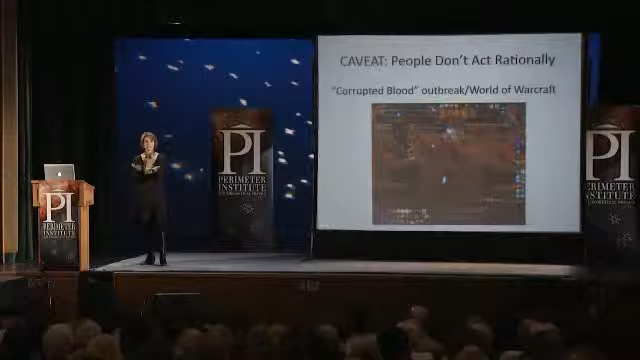 CAVEAT: People Don't Act Rationally
"Corrupted Blood" outbreak/World of Warcraft
PI
PERIMETER
INSTITUTE
PI
PERIMETER
INSTITUTE
PI
PERIMETER
INSTITUTE